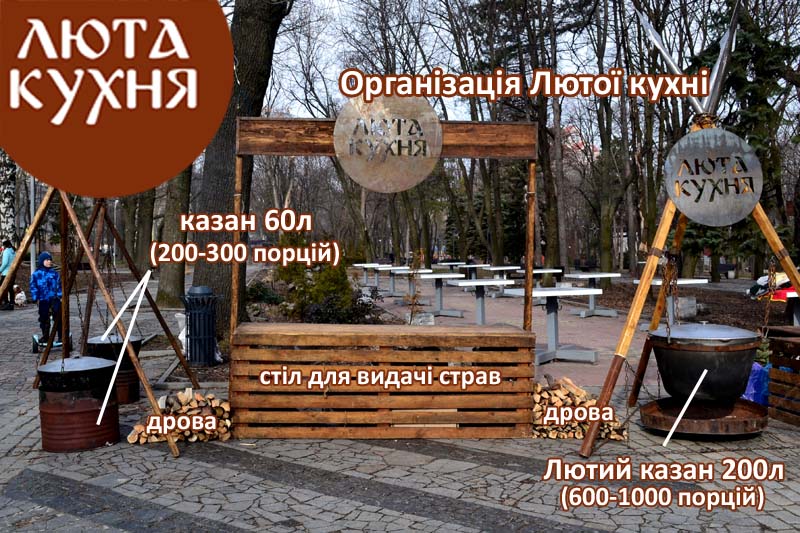 ЛЮТА
КУХНЯ
Організація Лютої кухні
ЛЮТА
КУХНЯ
ЛЮТА
КУХНЯ
казан 60л
(200-300 порцій)
стіл для видачі страв
дрова
дрова
Лютий казан 200л
(600-1000 порцій)